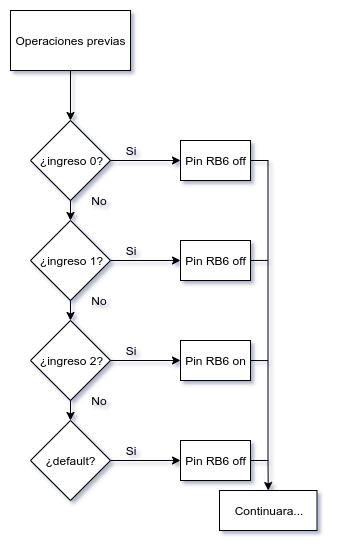 Operaciones previas
¿ingreso 0?
Si
Pin RB6 off
No
¿ingreso 1?
Si
Pin RB6 off
No
¿ingreso 2?
Si
Pin RB6 on
No
¿default?
Si
Pin RB6 off
Continuara...